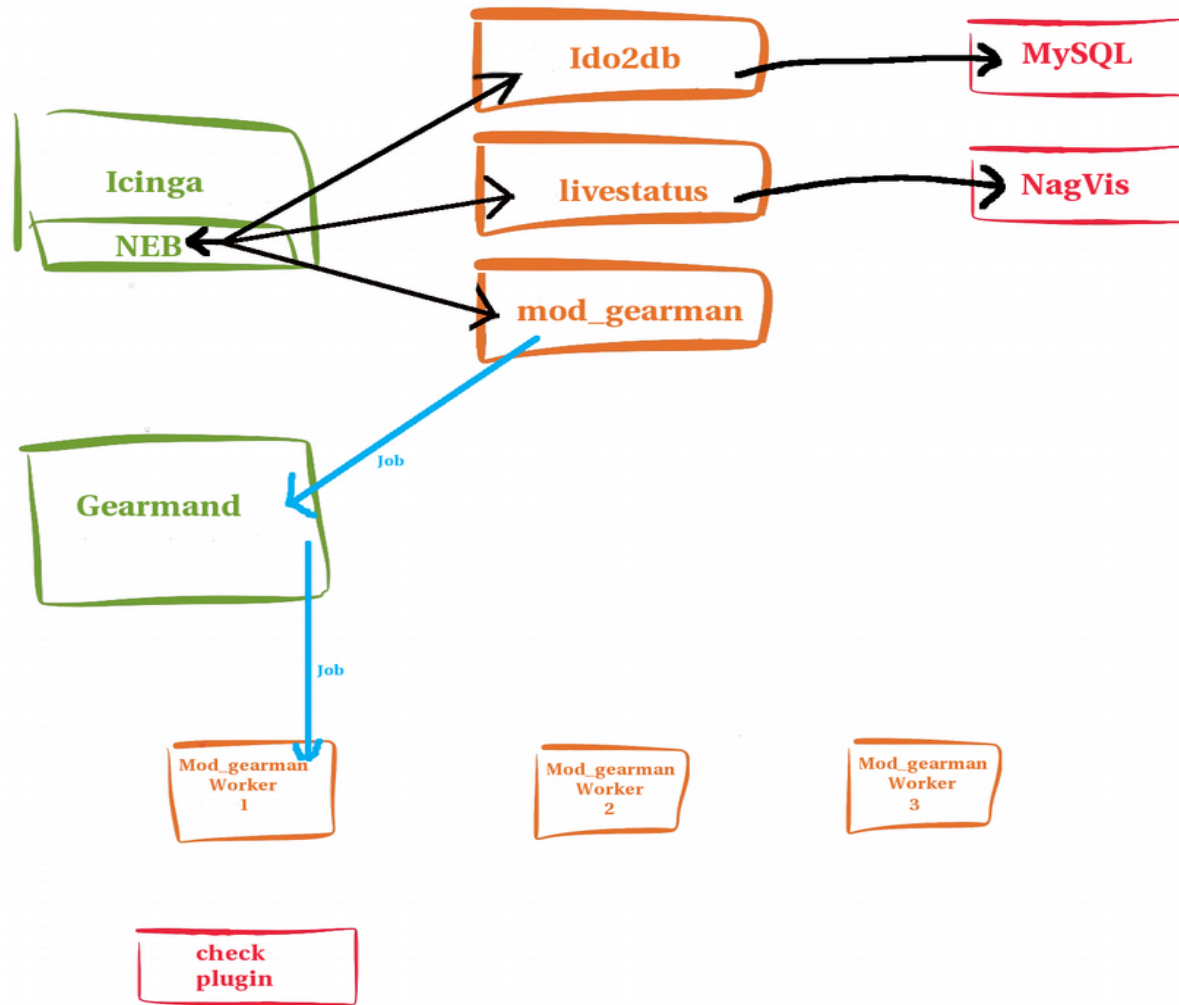 Ido2db
MySQL
Icinga
livestatus
NagVis
NEB
mod_gearman
Job
Gearmand
Job
Mod_gearman
Worker
1
Mod_gearman
Worker
2
Mod_gearman
Worker
3
check
plugin